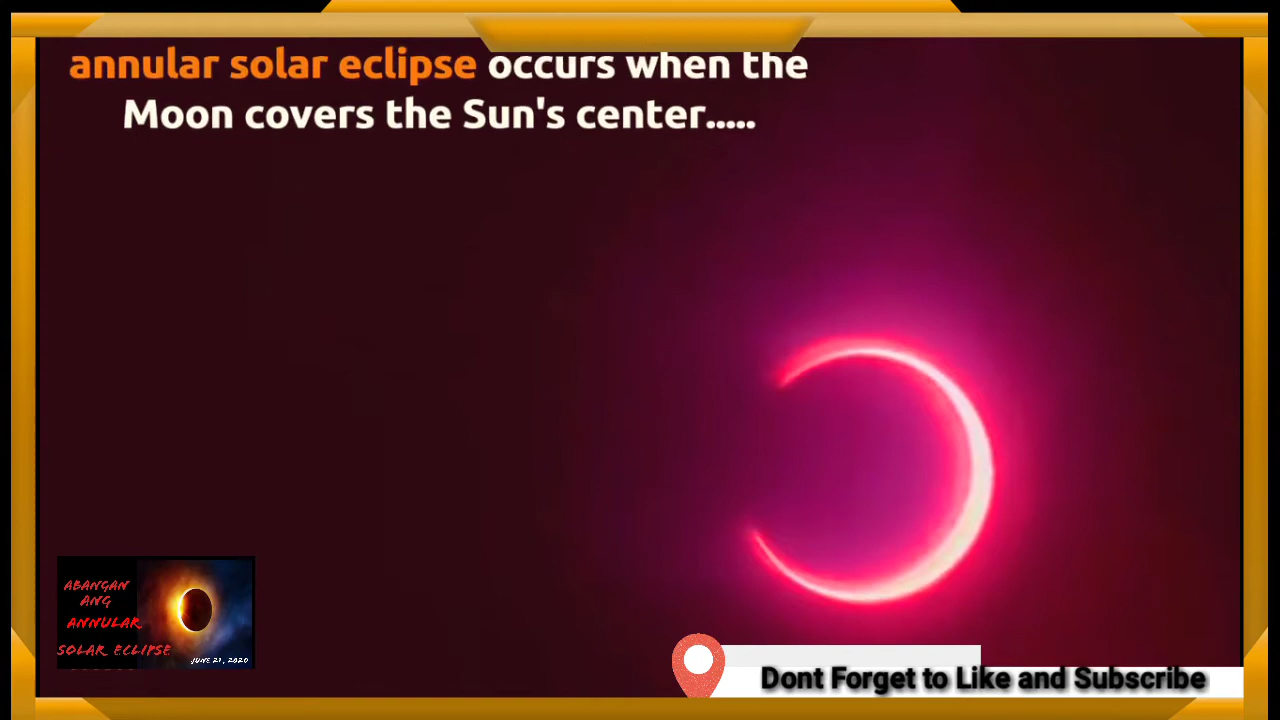 annular solar eclipse occurs when the
Moon covers the Sun's center.....
ABANGAN
ANG
ANNULAR
SOLAR ECLIPSE
JUNE 21, 2020
Dont Forget to Like and Subscribe